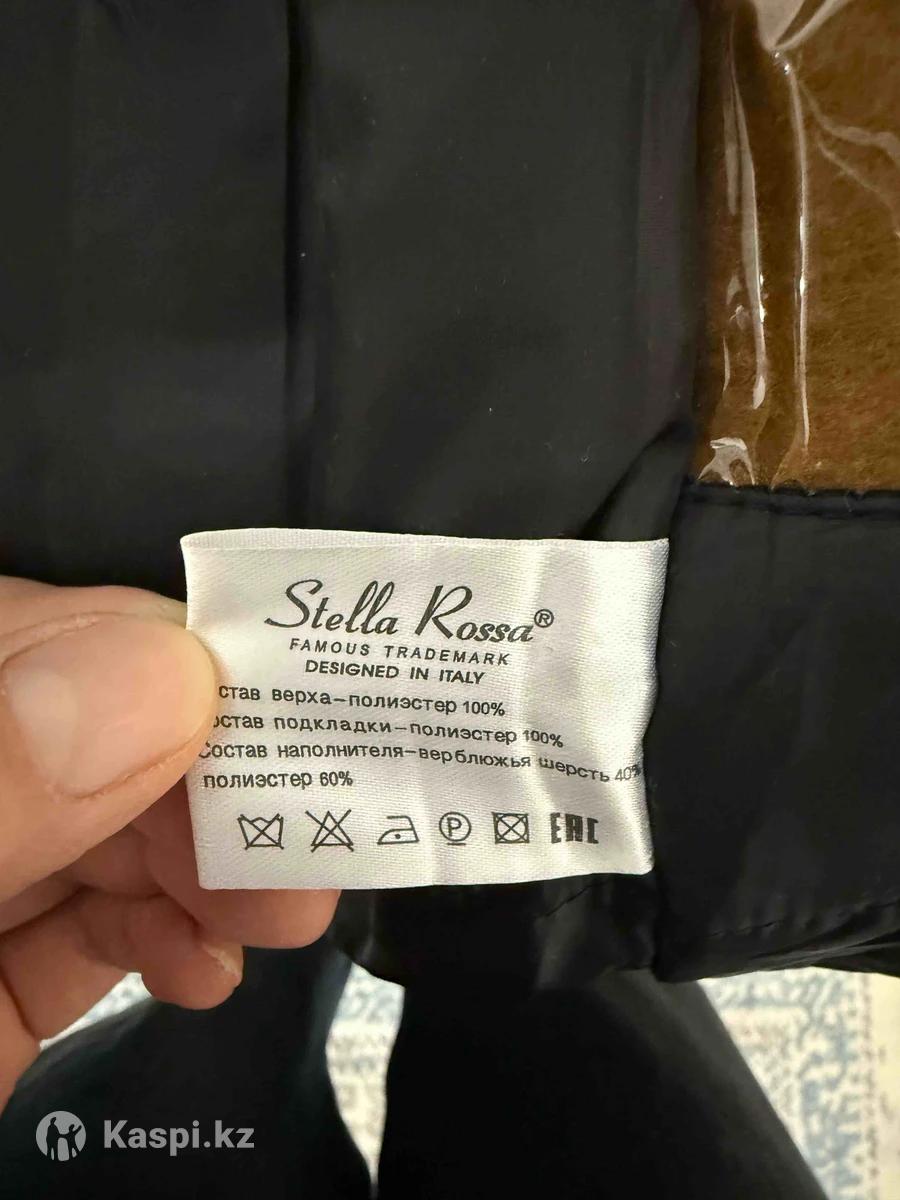 Stella Rossa®
FAMOUS TRADEMARK
DESIGNED IN ITALY
став верха-полиэстер 100%
остав подкладки-полиэстер 100%
Состав наполнителя-верблюжья шерсть 40%
полиэстер 60%
P
EAC
Kaspi.kz